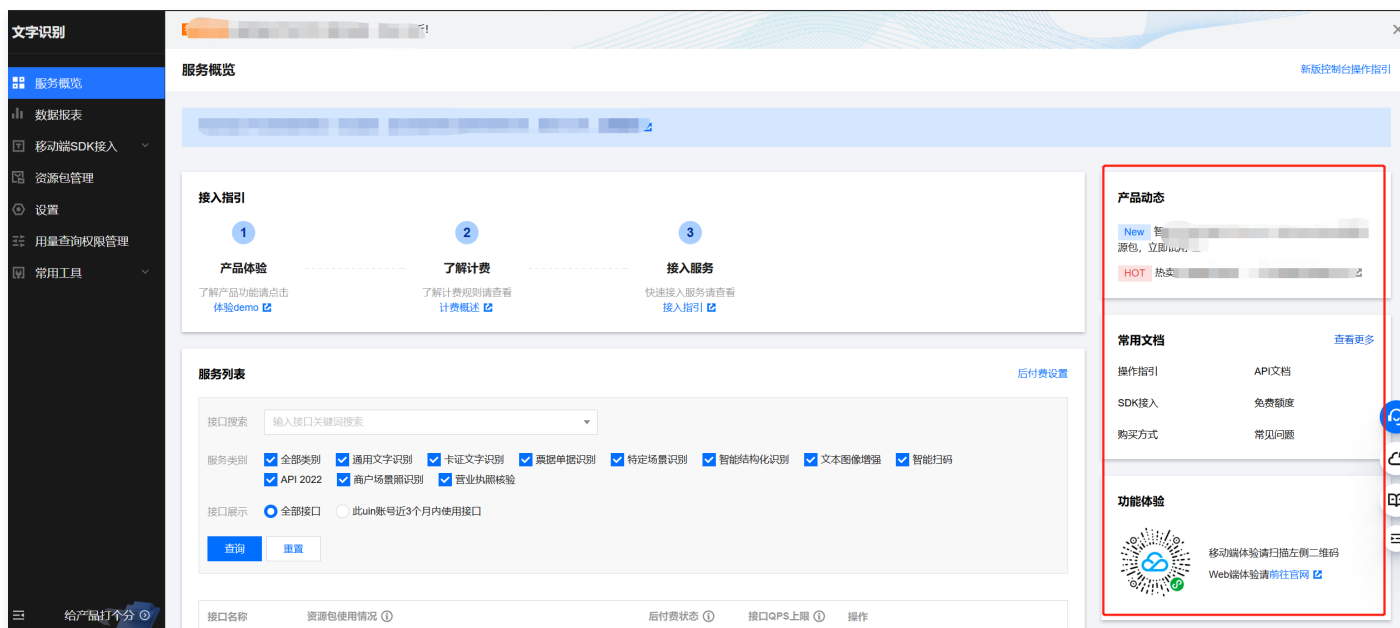 文字识别
服务概览
数据报表
移动端SDK接入
资源包管理
设置
用量查询权限管理
常用工具
给产品打个分
!
服务概览
新版控制台操作指引
接入指引
1
2
3
产品体验
了解计费
接入服务
了解产品功能请点击
了解计费规则请查看
快速接入服务请查看
体验demo
计费概述
接入指引
服务列表
后付费设置
接口搜索
输入接口关键词搜索
服务类别
全部类别
通用文字识别
卡证文字识别
票据单据识别
特定场景识别
智能结构化识别
文本图像增强
智能扫码
API 2022
商户场景照识别
营业执照核验
接口展示
全部接口
此uin账号近3个月内使用接口
查询
重置
接口名称
资源包使用情况
后付费状态
接口QPS上限
操作
产品动态
New 智
源包，立即
HOT 热卖
常用文档
查看更多
操作指引
API文档
SDK接入
免费额度
购买方式
常见问题
功能体验
移动端体验请扫描左侧二维码
Web端体验请前往官网